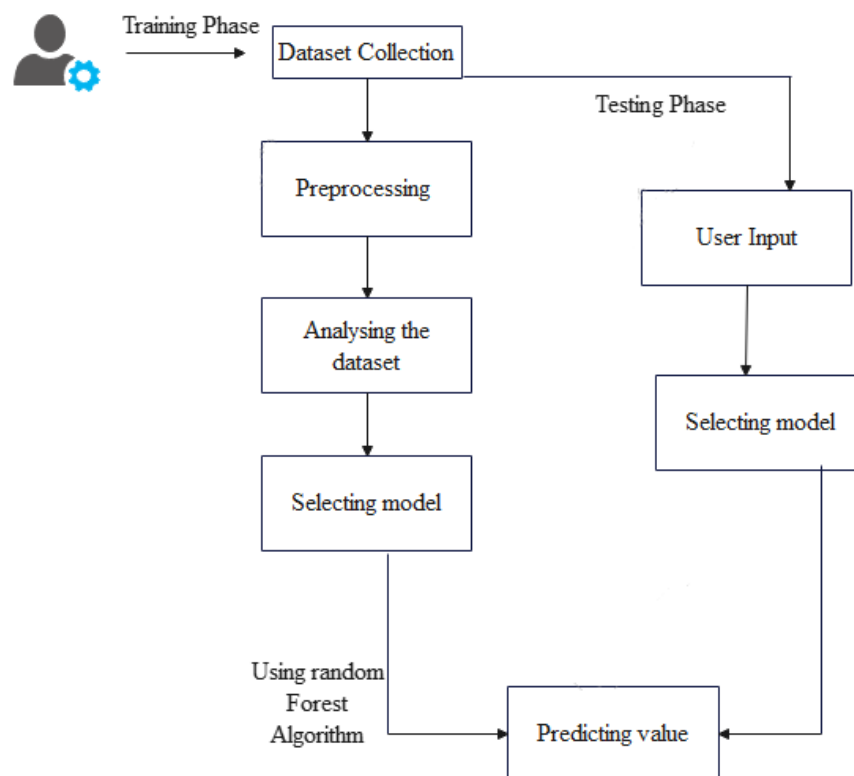 Training Phase
Dataset Collection
Testing Phase
Preprocessing
User Input
Analysing the
dataset
Selecting model
Selecting model
Using random
Forest
Algorithm
Predicting value